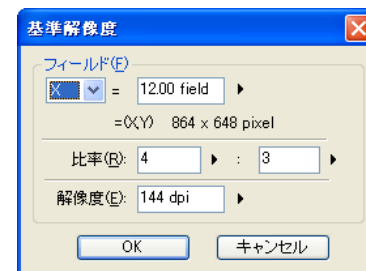 基準解像度
フィールド(F)
X = 12.00 field
=(X,Y) 864 x 648 pixel
比率(R): 4 : 3
解像度(E): 144 dpi
OK キャンセル